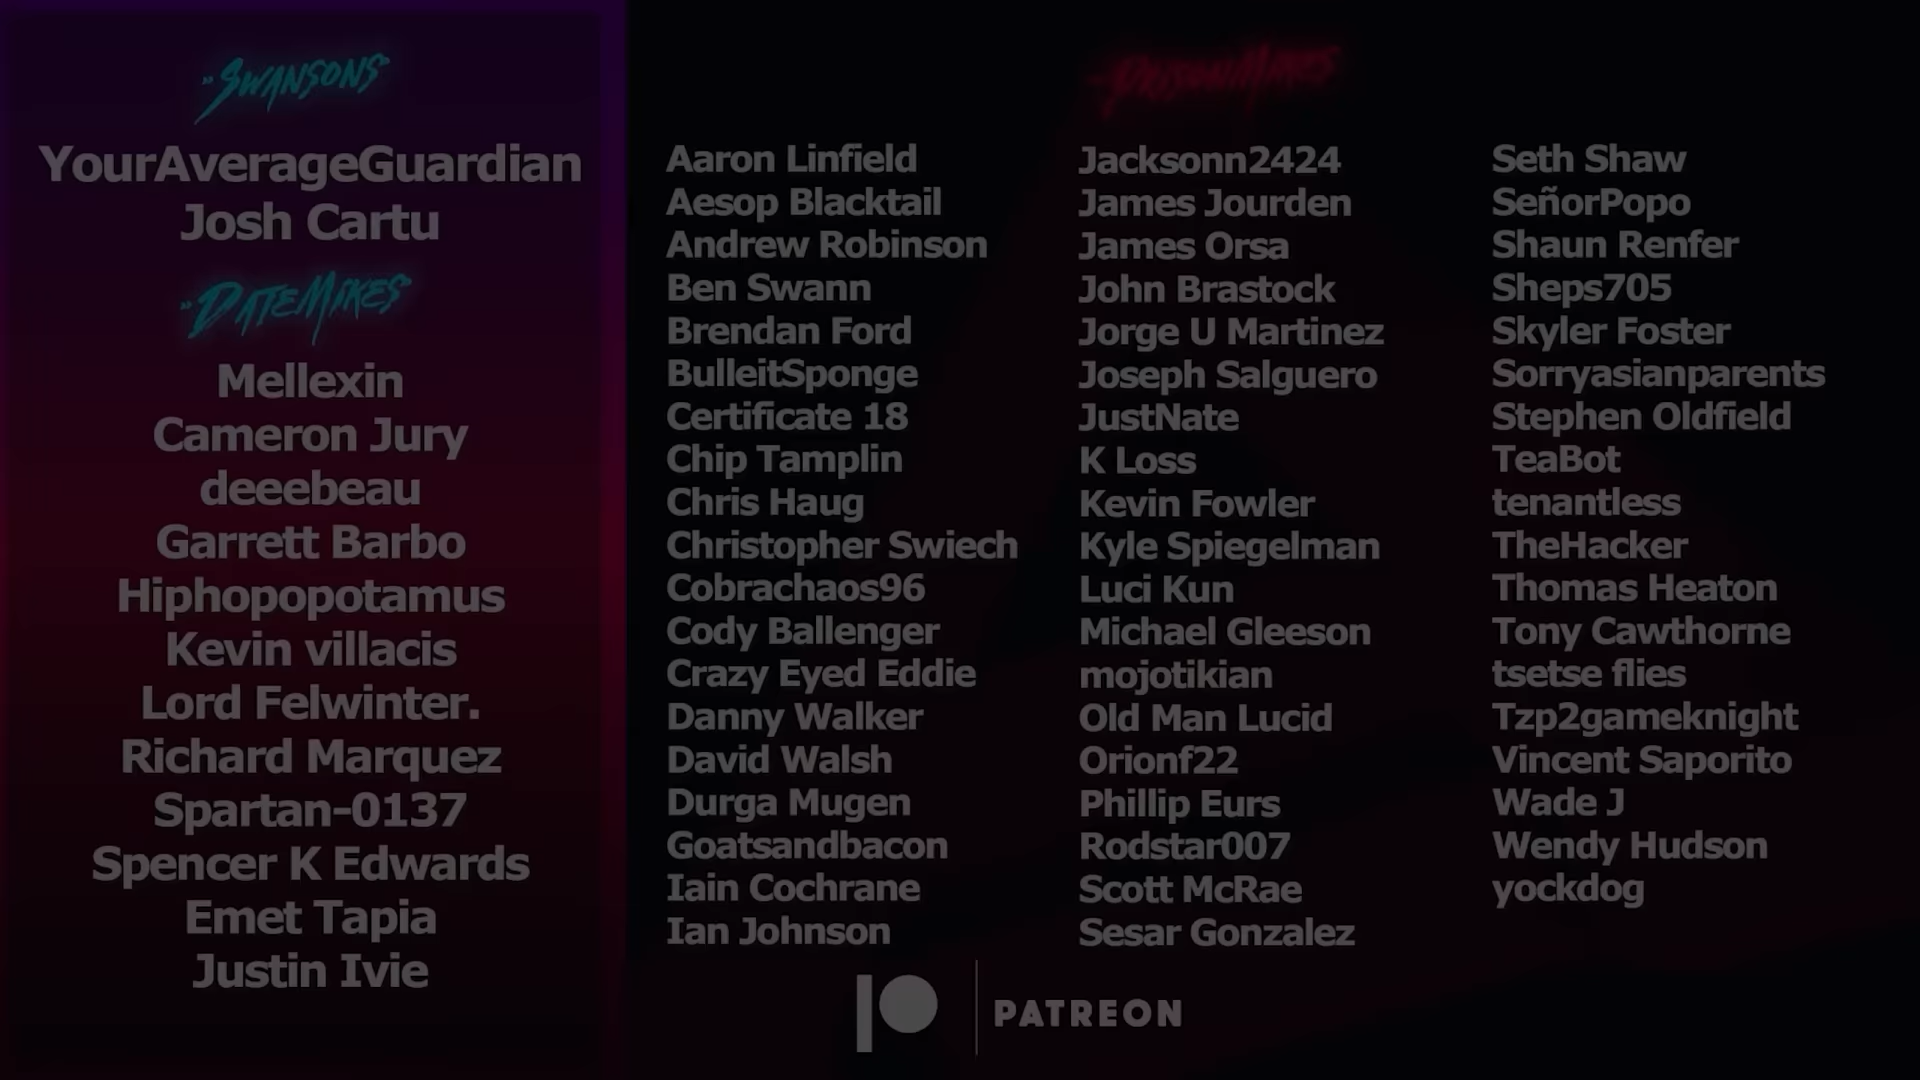 Swansons
YourAverageGuardian
Josh Cartu
DateMikes
Mellexin
Cameron Jury
deeebeau
Garrett Barbo
Hiphopopotamus
Kevin villacis
Lord Felwinter.
Richard Marquez
Spartan-0137
Spencer K Edwards
Emet Tapia
Justin Ivie
PrisonMikes
Aaron Linfield
Aesop Blacktail
Andrew Robinson
Ben Swann
Brendan Ford
BulleitSponge
Certificate 18
Chip Tamplin
Chris Haug
Christopher Swiech
Cobrachaos96
Cody Ballenger
Crazy Eyed Eddie
Danny Walker
David Walsh
Durga Mugen
Goatsandbacon
Iain Cochrane
Ian Johnson
Jacksonn2424
James Jourden
James Orsa
John Brastock
Jorge U Martinez
Joseph Salguero
JustNate
K Loss
Kevin Fowler
Kyle Spiegelman
Luci Kun
Michael Gleeson
mojotikian
Old Man Lucid
Orionf22
Phillip Eurs
Rodstar007
Scott McRae
Sesar Gonzalez
Seth Shaw
SeñorPopo
Shaun Renfer
Sheps705
Skyler Foster
Sorryasianparents
Stephen Oldfield
TeaBot
tenantless
TheHacker
Thomas Heaton
Tony Cawthorne
tsetse flies
Tzp2gameknight
Vincent Saporito
Wade J
Wendy Hudson
yockdog
PATREON